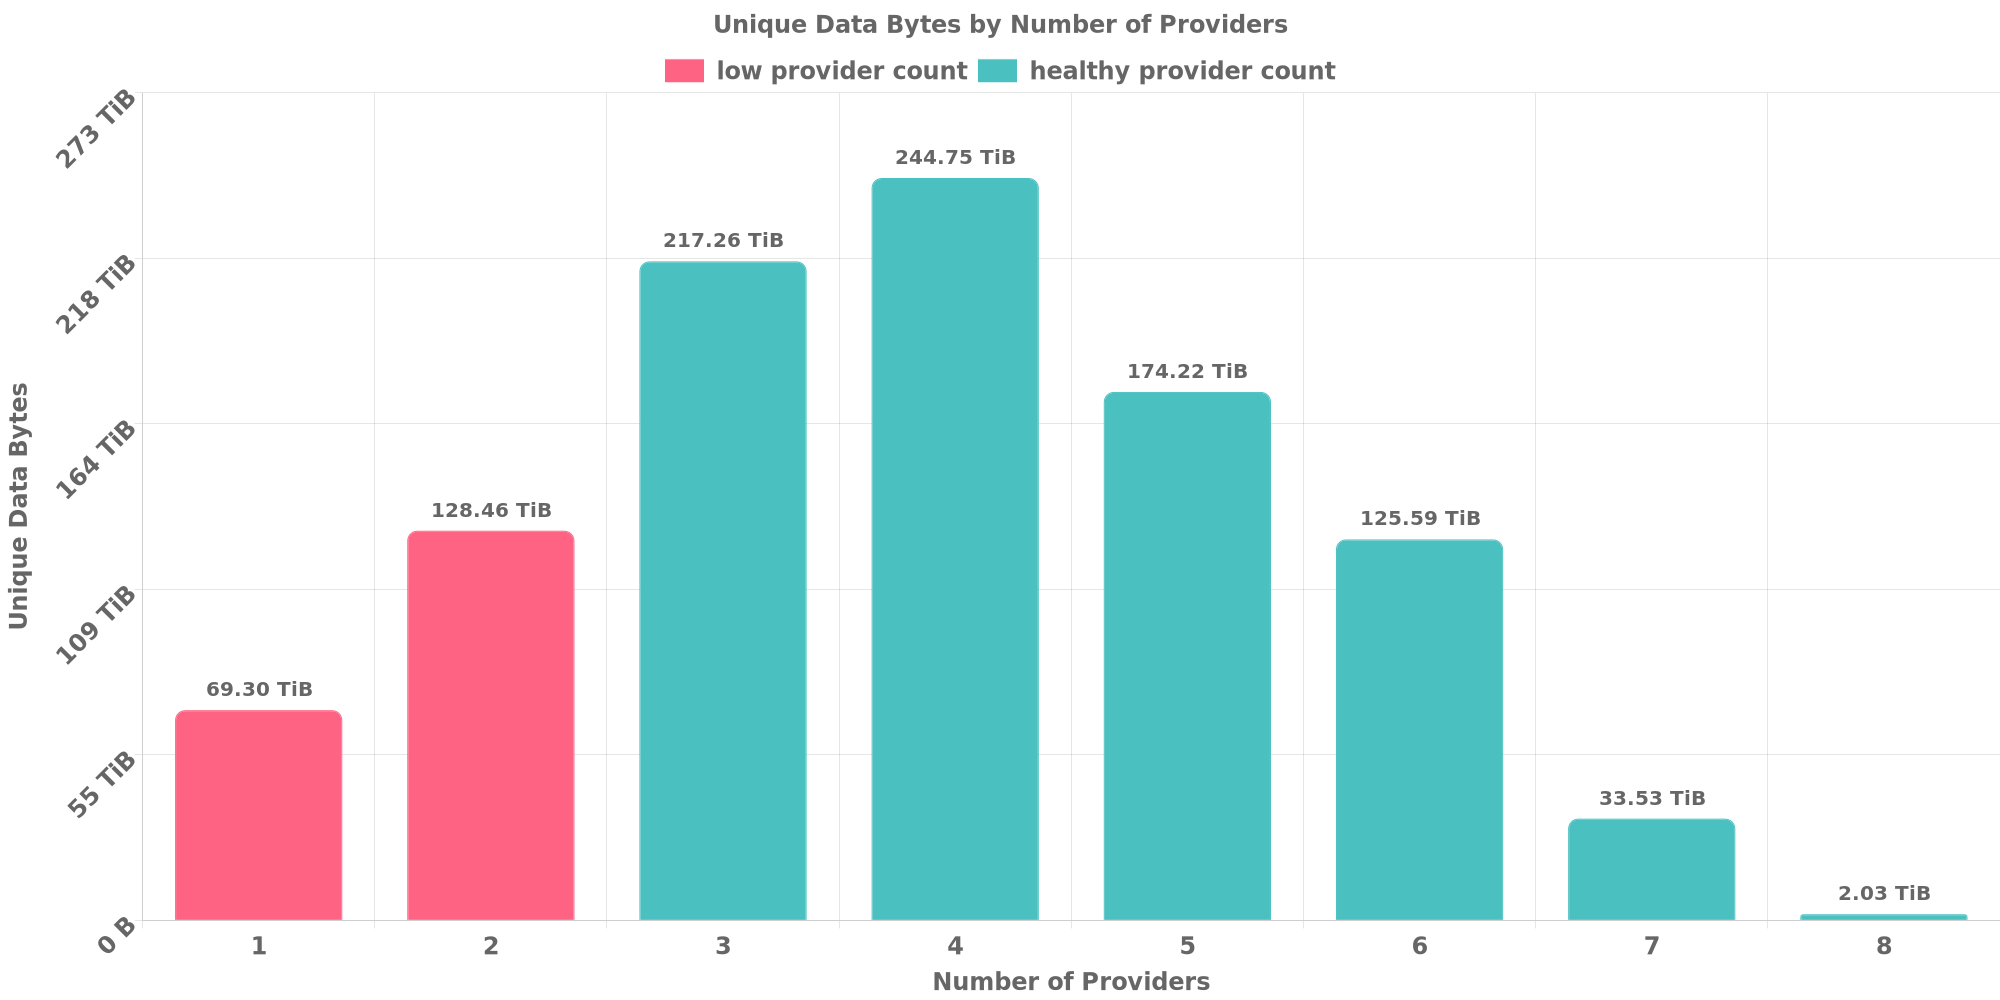 Unique Data Bytes by Number of Providers
low provider count
healthy provider count
273 TiB
218 TiB
164 TiB
109 TiB
55 TiB
0 B
Unique Data Bytes
69.30 TiB
128.46 TiB
217.26 TiB
244.75 TiB
174.22 TiB
125.59 TiB
33.53 TiB
2.03 TiB
1
2
3
4
5
6
7
8
Number of Providers